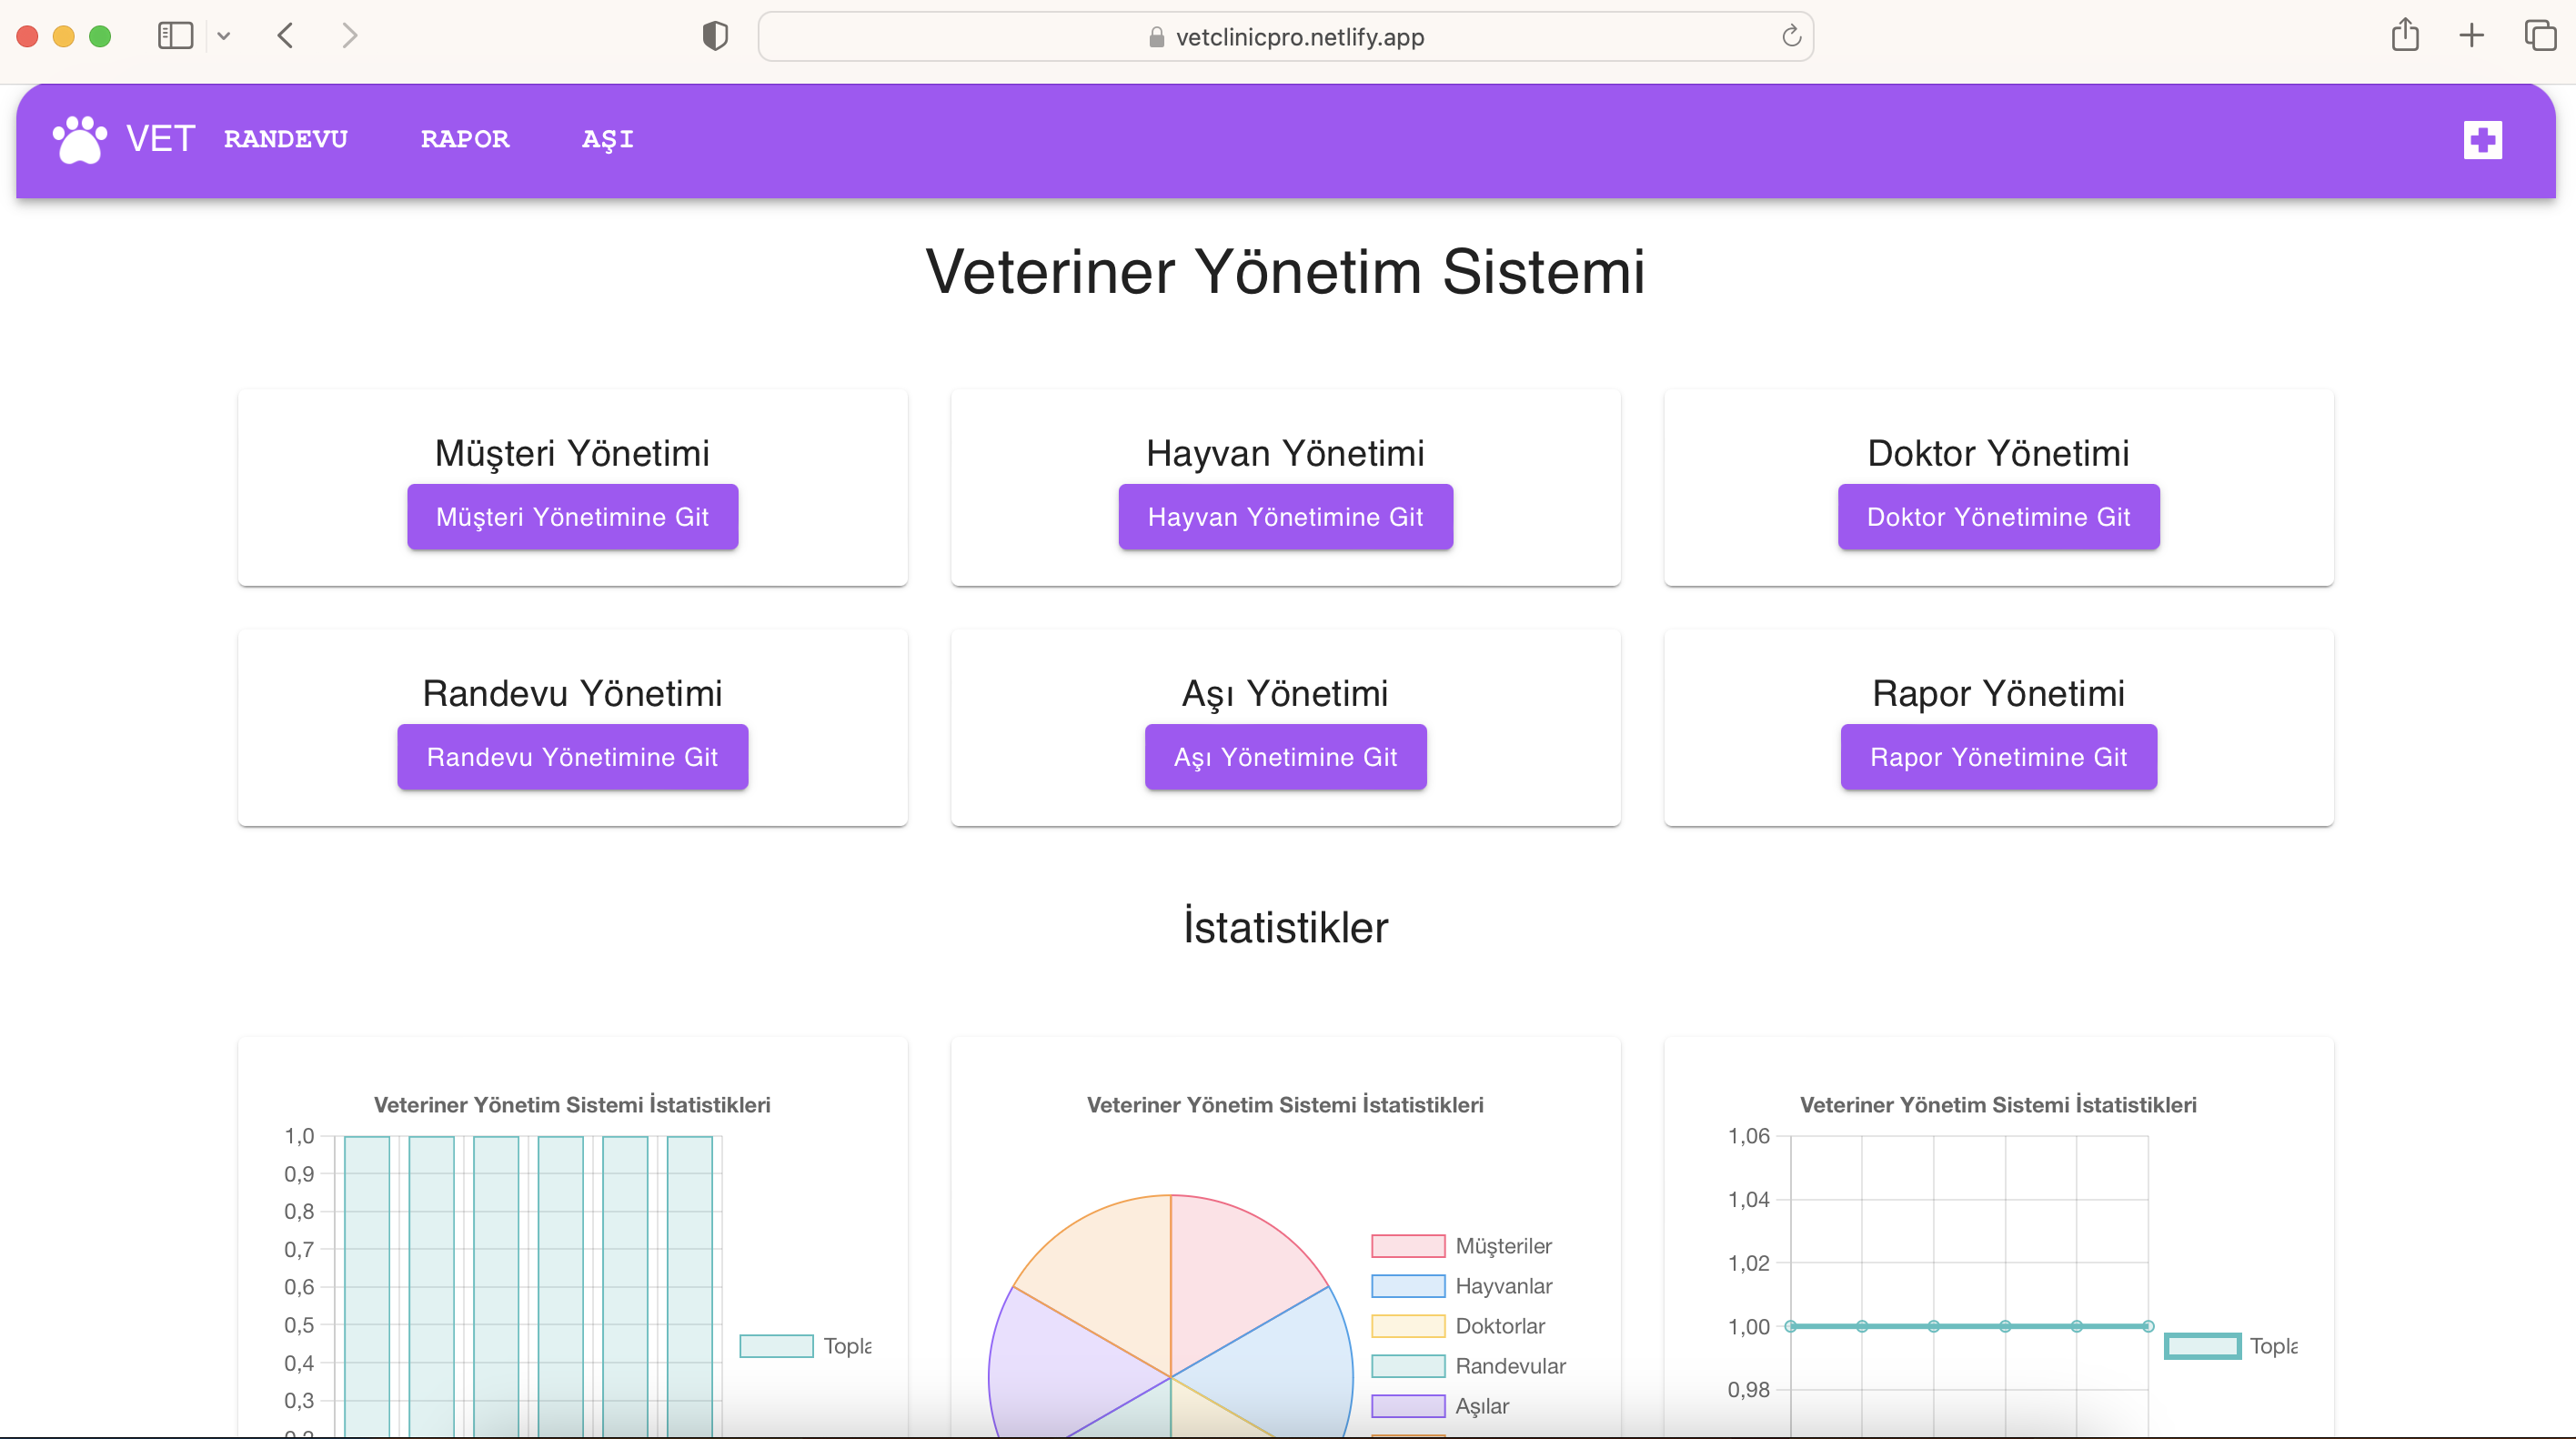 vetclinicpro.netlify.app
VET RANDEVU RAPOR AŞI
Veteriner Yönetim Sistemi
Müşteri Yönetimi
Müşteri Yönetimine Git
Hayvan Yönetimi
Hayvan Yönetimine Git
Doktor Yönetimi
Doktor Yönetimine Git
Randevu Yönetimi
Randevu Yönetimine Git
Aşı Yönetimi
Aşı Yönetimine Git
Rapor Yönetimi
Rapor Yönetimine Git
İstatistikler
Veteriner Yönetim Sistemi İstatistikleri
1,0
0,9
0,8
0,7
0,6
0,5
0,4
0,3
Topla
Veteriner Yönetim Sistemi İstatistikleri
Müşteriler
Hayvanlar
Doktorlar
Randevular
Aşılar
Veteriner Yönetim Sistemi İstatistikleri
1,06
1,04
1,02
1,00
0,98
Topla